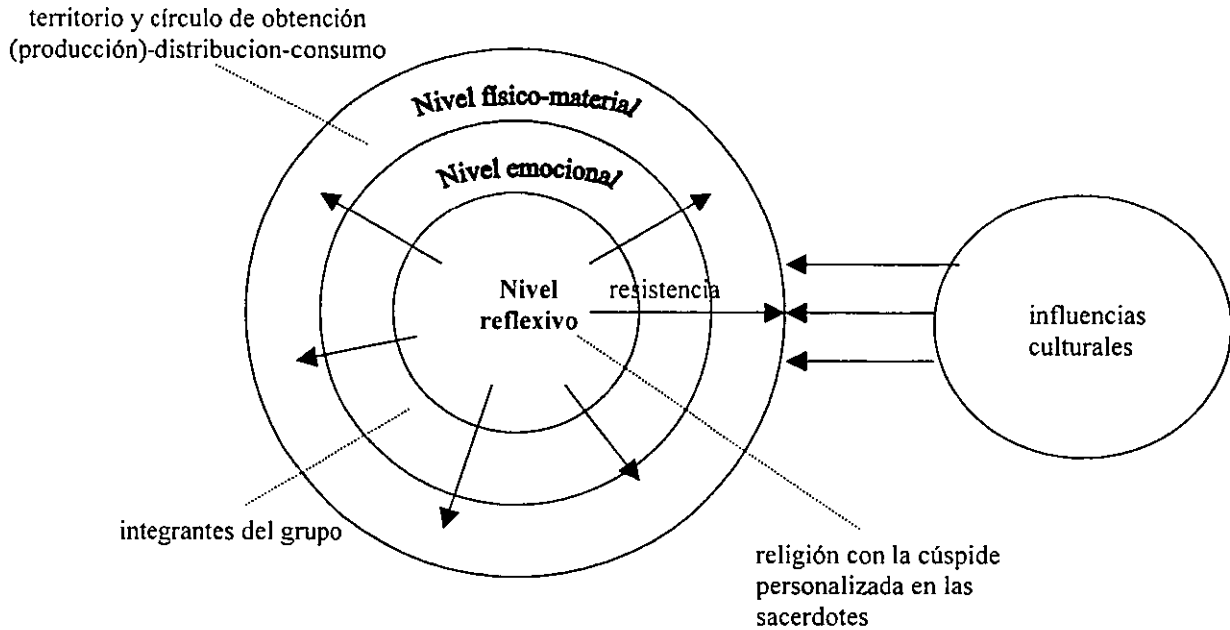 territorio y círculo de obtención
(producción)-distribucion-consumo
Nivel físico-material
Nivel emocional
Nivel
reflexivo
resistencia
influencias
culturales
integrantes del grupo
religión con la cúspide
personalizada en las
sacerdotes